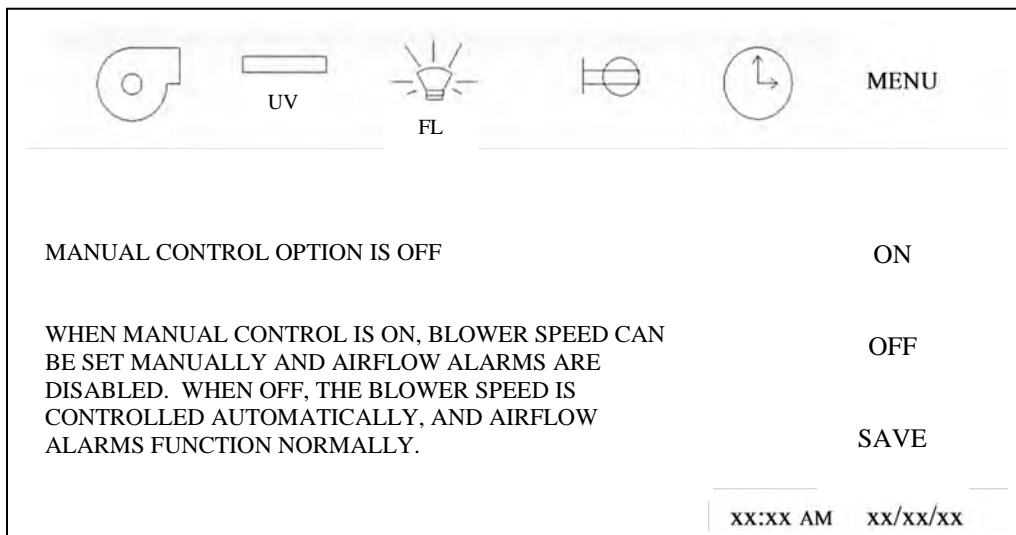 UV
FL
MENU
MANUAL CONTROL OPTION IS OFF
ON
WHEN MANUAL CONTROL IS ON, BLOWER SPEED CAN
BE SET MANUALLY AND AIRFLOW ALARMS ARE
DISABLED. WHEN OFF, THE BLOWER SPEED IS
CONTROLLED AUTOMATICALLY, AND AIRFLOW
ALARMS FUNCTION NORMALLY.
OFF
SAVE
xx:xx AM xx/xx/xx